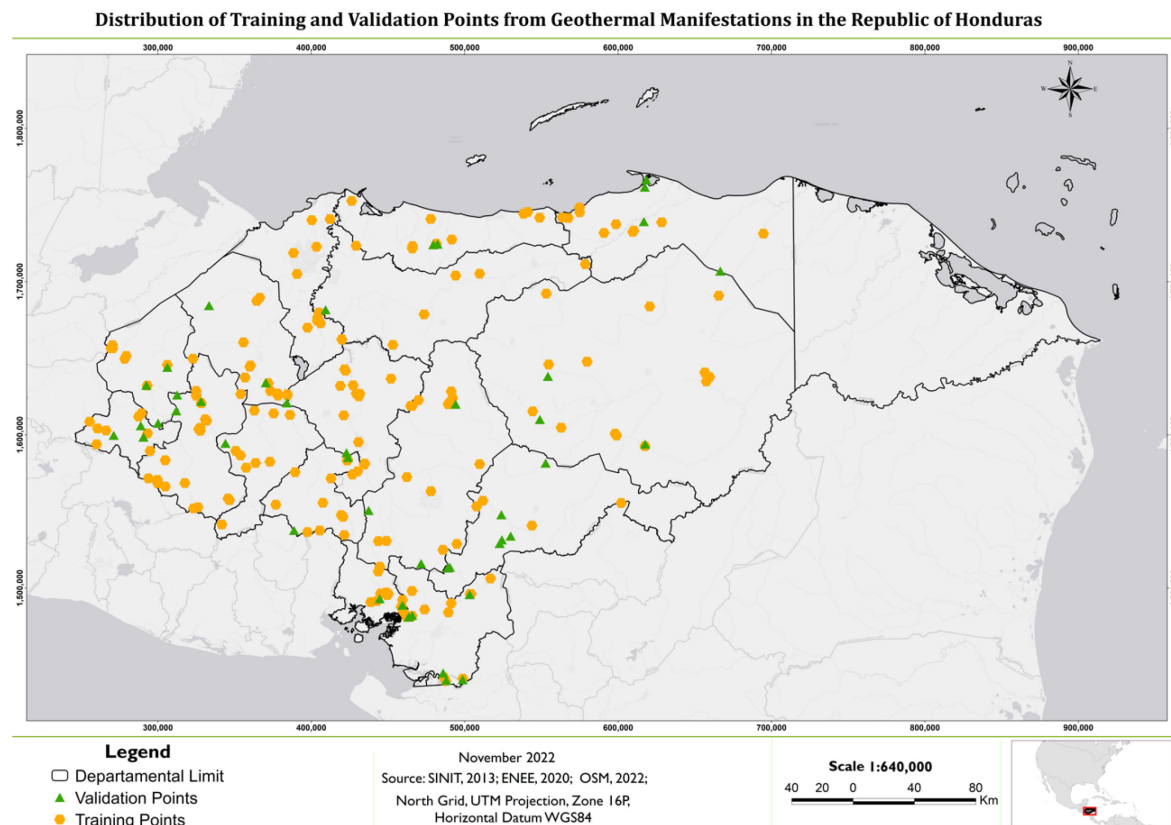 Distribution of Training and Validation Points from Geothermal Manifestations in the Republic of Honduras
300,000 400,000 500,000 600,000 700,000 800,000 900,000
N
W E
S
1,800,000
1,700,000
1,600,000
1,500,000
300,000 400,000 500,000 600,000 700,000 800,000 900,000
Legend
Departamental Limit
Validation Points
Training Points
November 2022
Source: SINIT, 2013; ENEE, 2020; OSM, 2022;
North Grid, UTM Projection, Zone 16P,
Horizontal Datum WGS84
Scale 1:640,000
40 20 0 40 80
Km